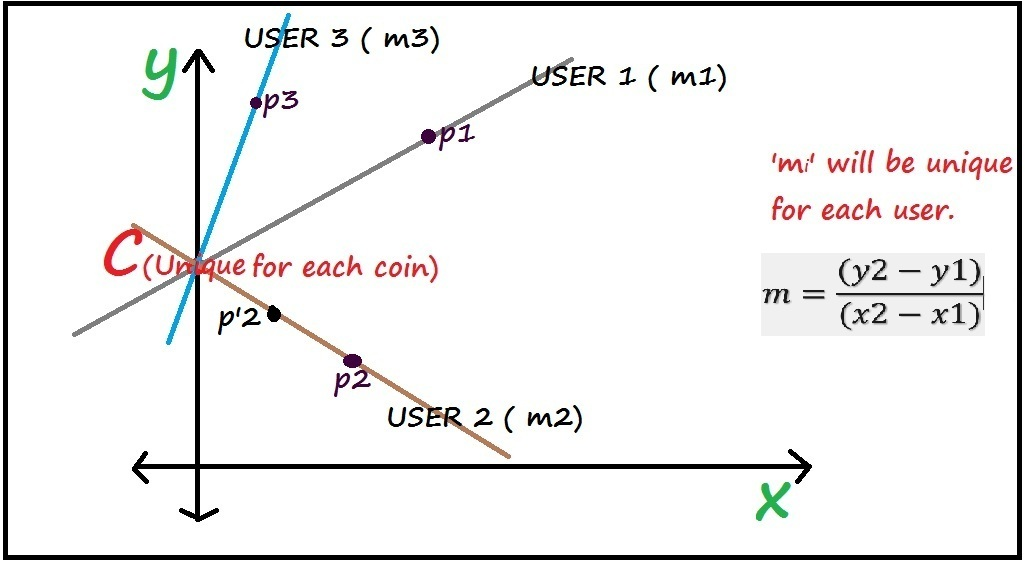 USER 3 ( m3)
y
USER 1 ( m1)
p3
p1
'mi' will be unique
for each user.
C(Unique for each coin)
m = (y2 − y1)
(x2 − x1)
p'2
p2
USER 2 ( m2)
x